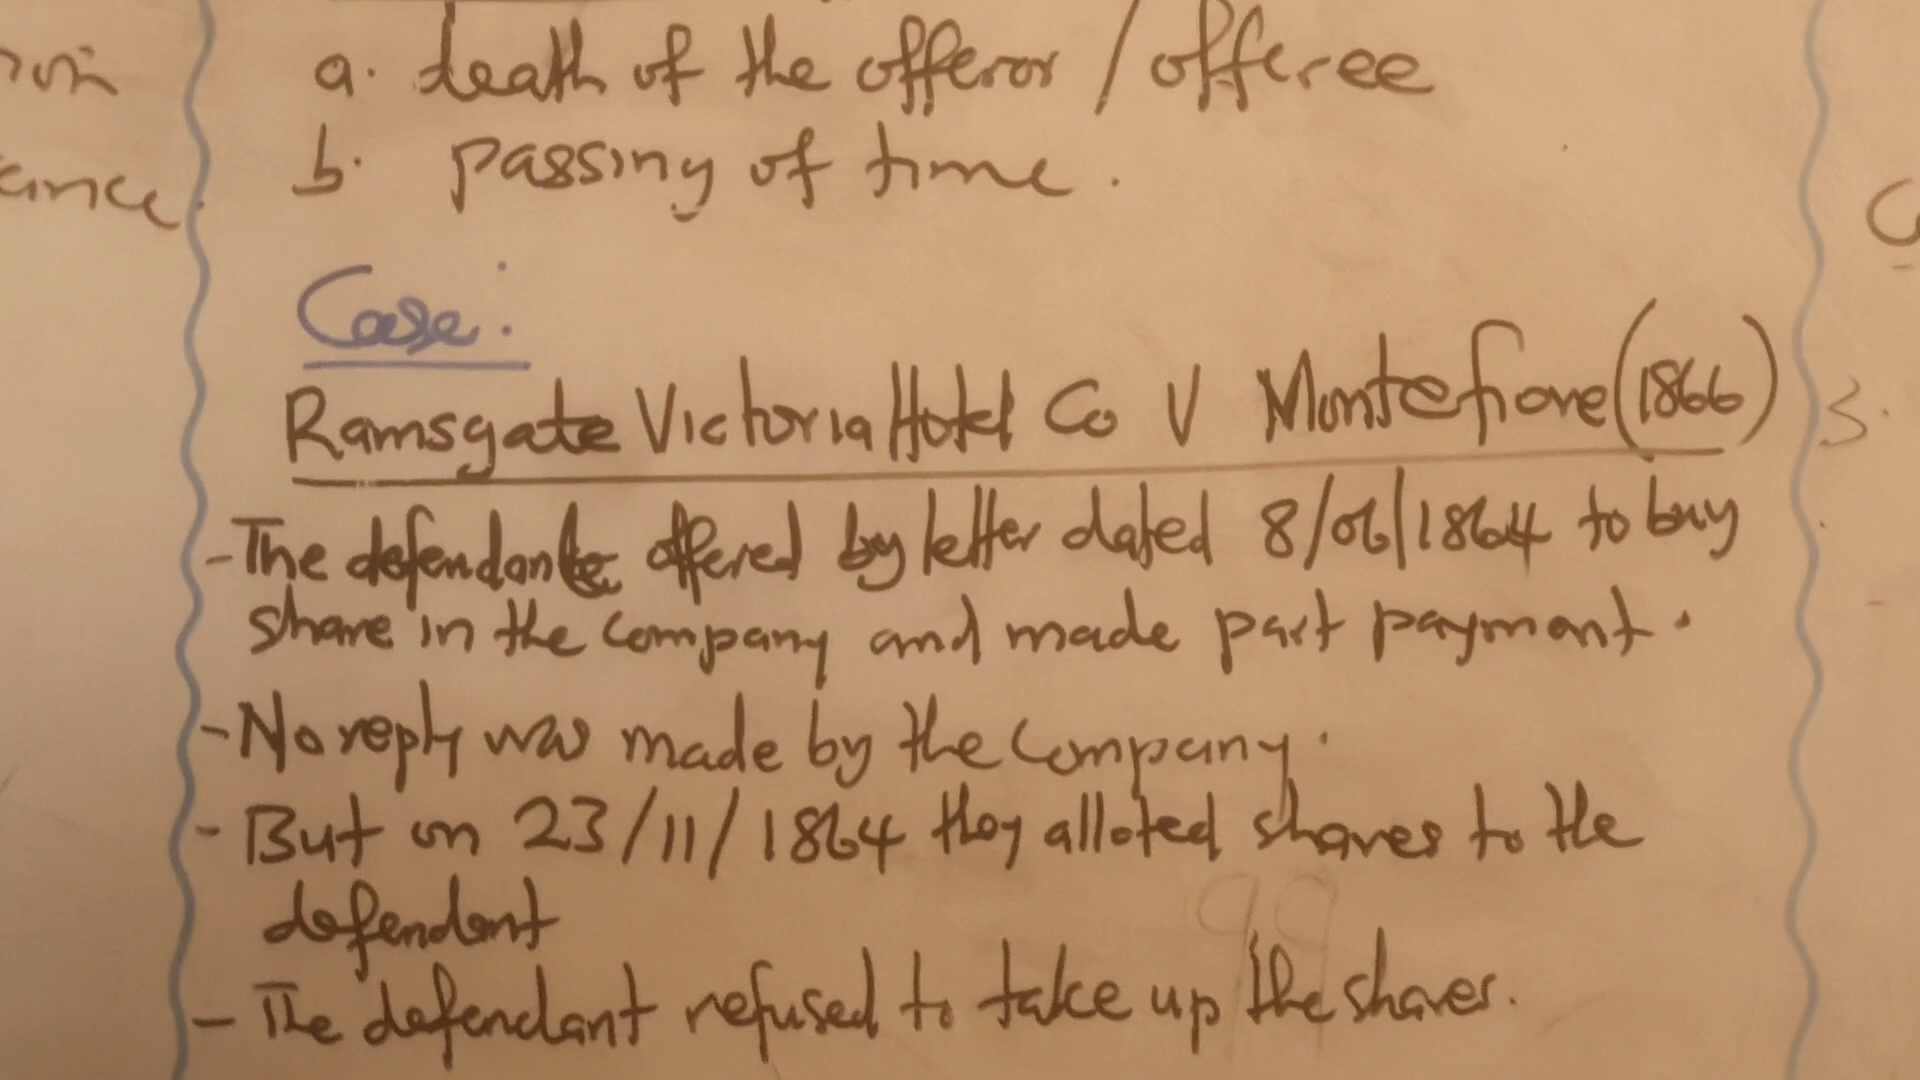 a. death of the offeror / offeree
b. passing of time.
Case:
Ramsgate Victoria Hotel Co V Montefiore (1866)
- The defendant offered by letter dated 8/06/1864 to buy
share in the company and made part payment.
- No reply was made by the company.
- But on 23/11/1864 they alloted shares to the
defendant
- The defendant refused to take up the shares.